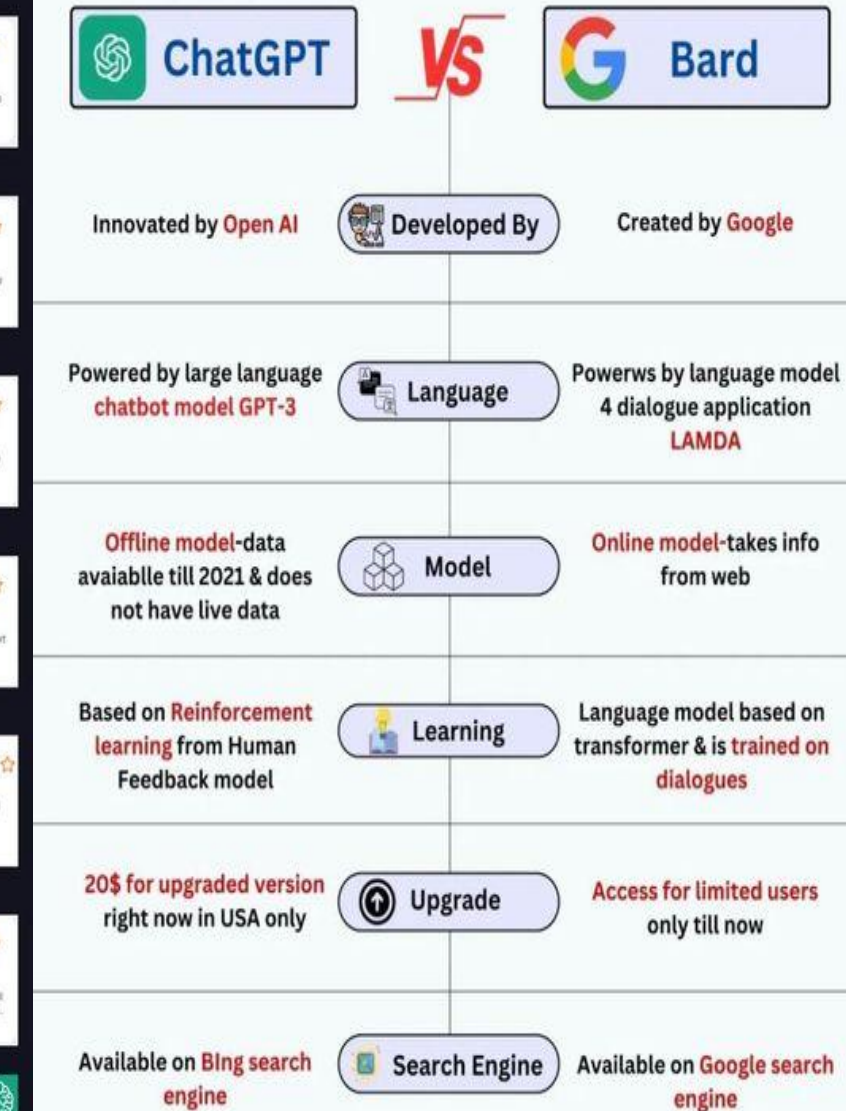 ChatGPT
VS
Bard
Innovated by Open AI
Developed By
Created by Google
Powered by large language
chatbot model GPT-3
Language
Powerws by language model
4 dialogue application
LAMDA
Offline model-data
avaiablle till 2021 & does
not have live data
Model
Online model-takes info
from web
Based on Reinforcement
learning from Human
Feedback model
Learning
Language model based on
transformer & is trained on
dialogues
20$ for upgraded version
right now in USA only
Upgrade
Access for limited users
only till now
Available on BIng search
engine
Search Engine
Available on Google search
engine